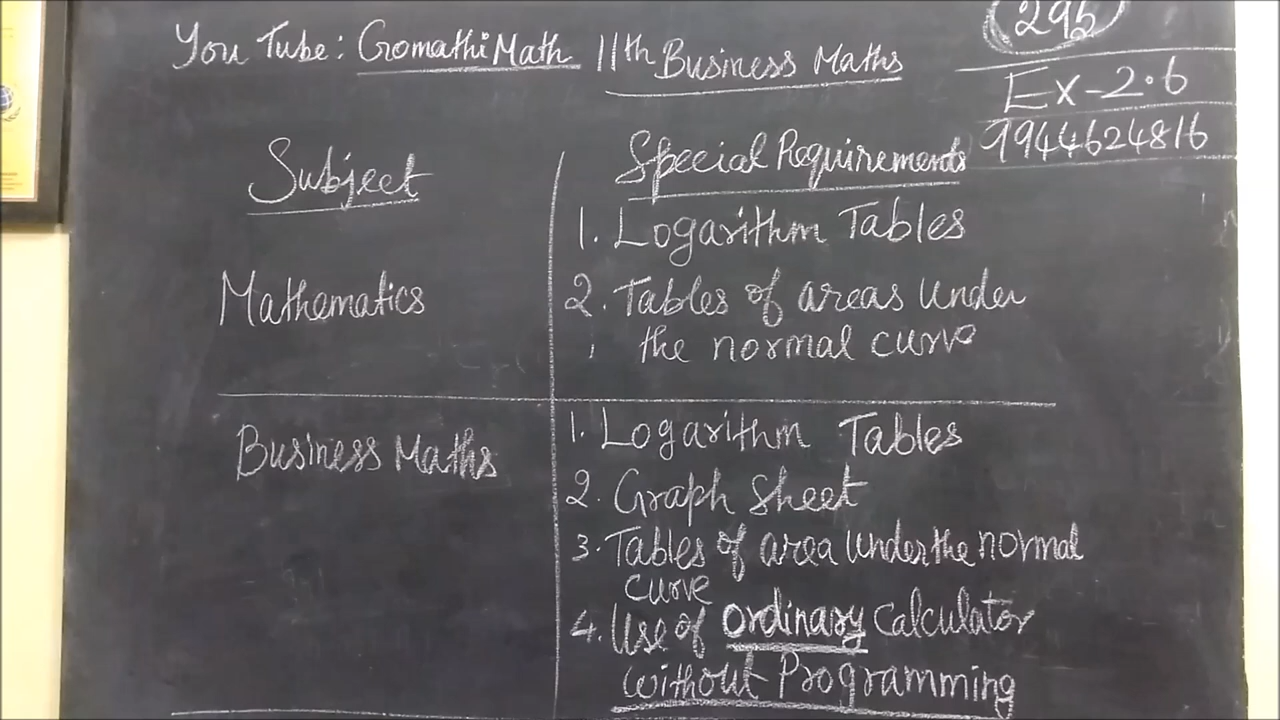 You Tube: GomathiMath 11th Business Maths
295
Ex-2.6
9944624816
Subject
Special Requirements
Mathematics
1. Logarithm Tables
2. Tables of areas under
the normal curve
Business Maths
1. Logarithm Tables
2. Graph Sheet
3. Tables of area under the normal
curve
4. Use of ordinary Calculator
without Programming